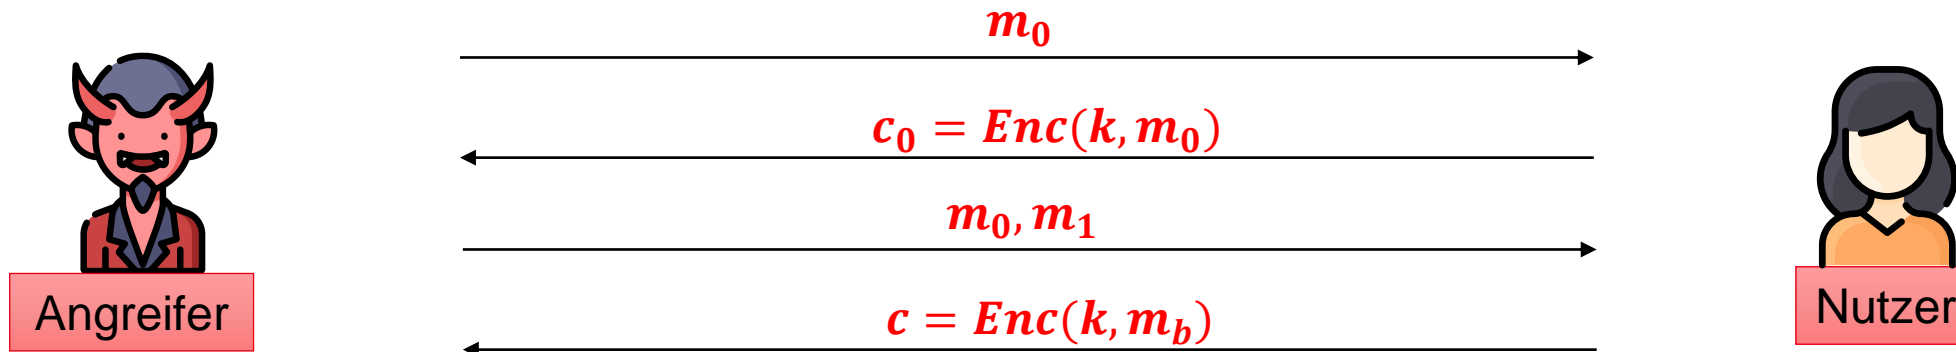 m₀
c₀ = Enc(k, m₀)
m₀, m₁
c = Enc(k, m_b)
Angreifer
Nutzer